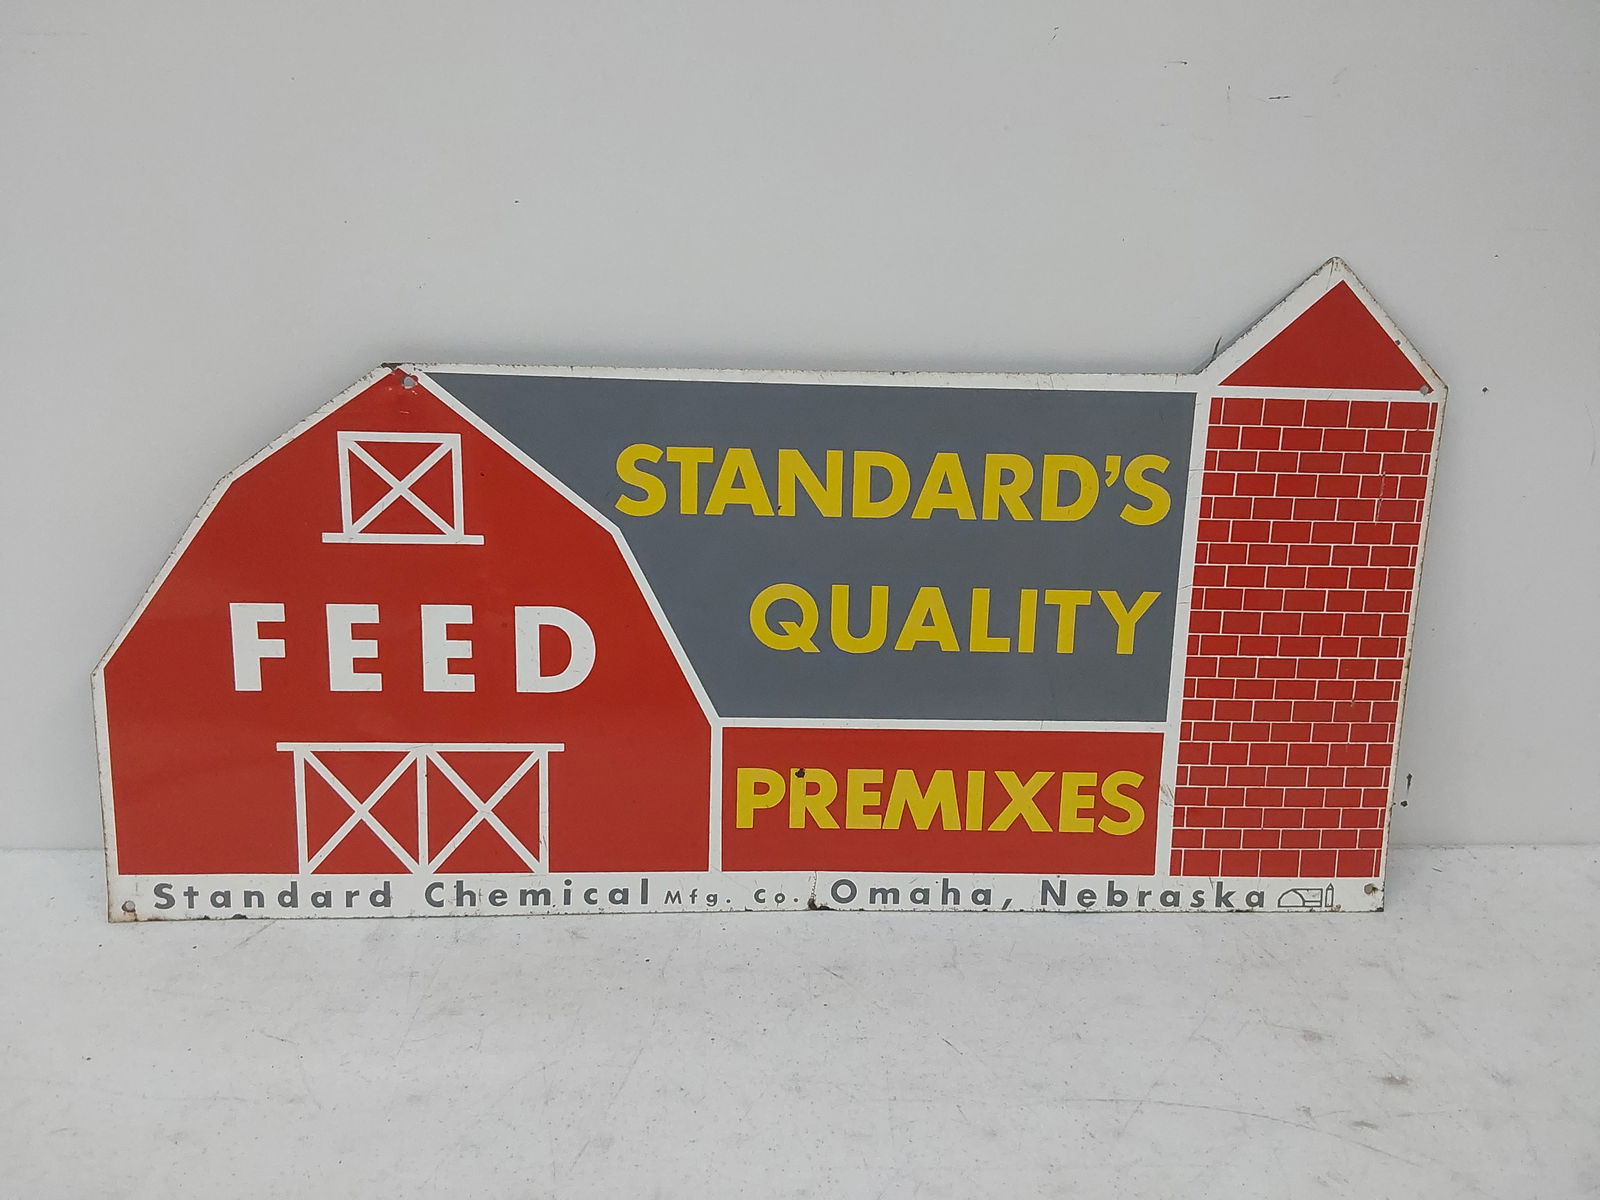 FEED
STANDARD'S
QUALITY
PREMIXES
Standard Chemical Mfg. Co. Omaha, Nebraska